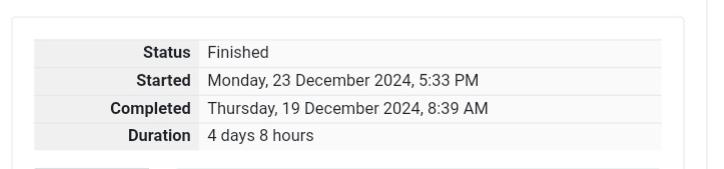 Status Finished
Started Monday, 23 December 2024, 5:33 PM
Completed Thursday, 19 December 2024, 8:39 AM
Duration 4 days 8 hours